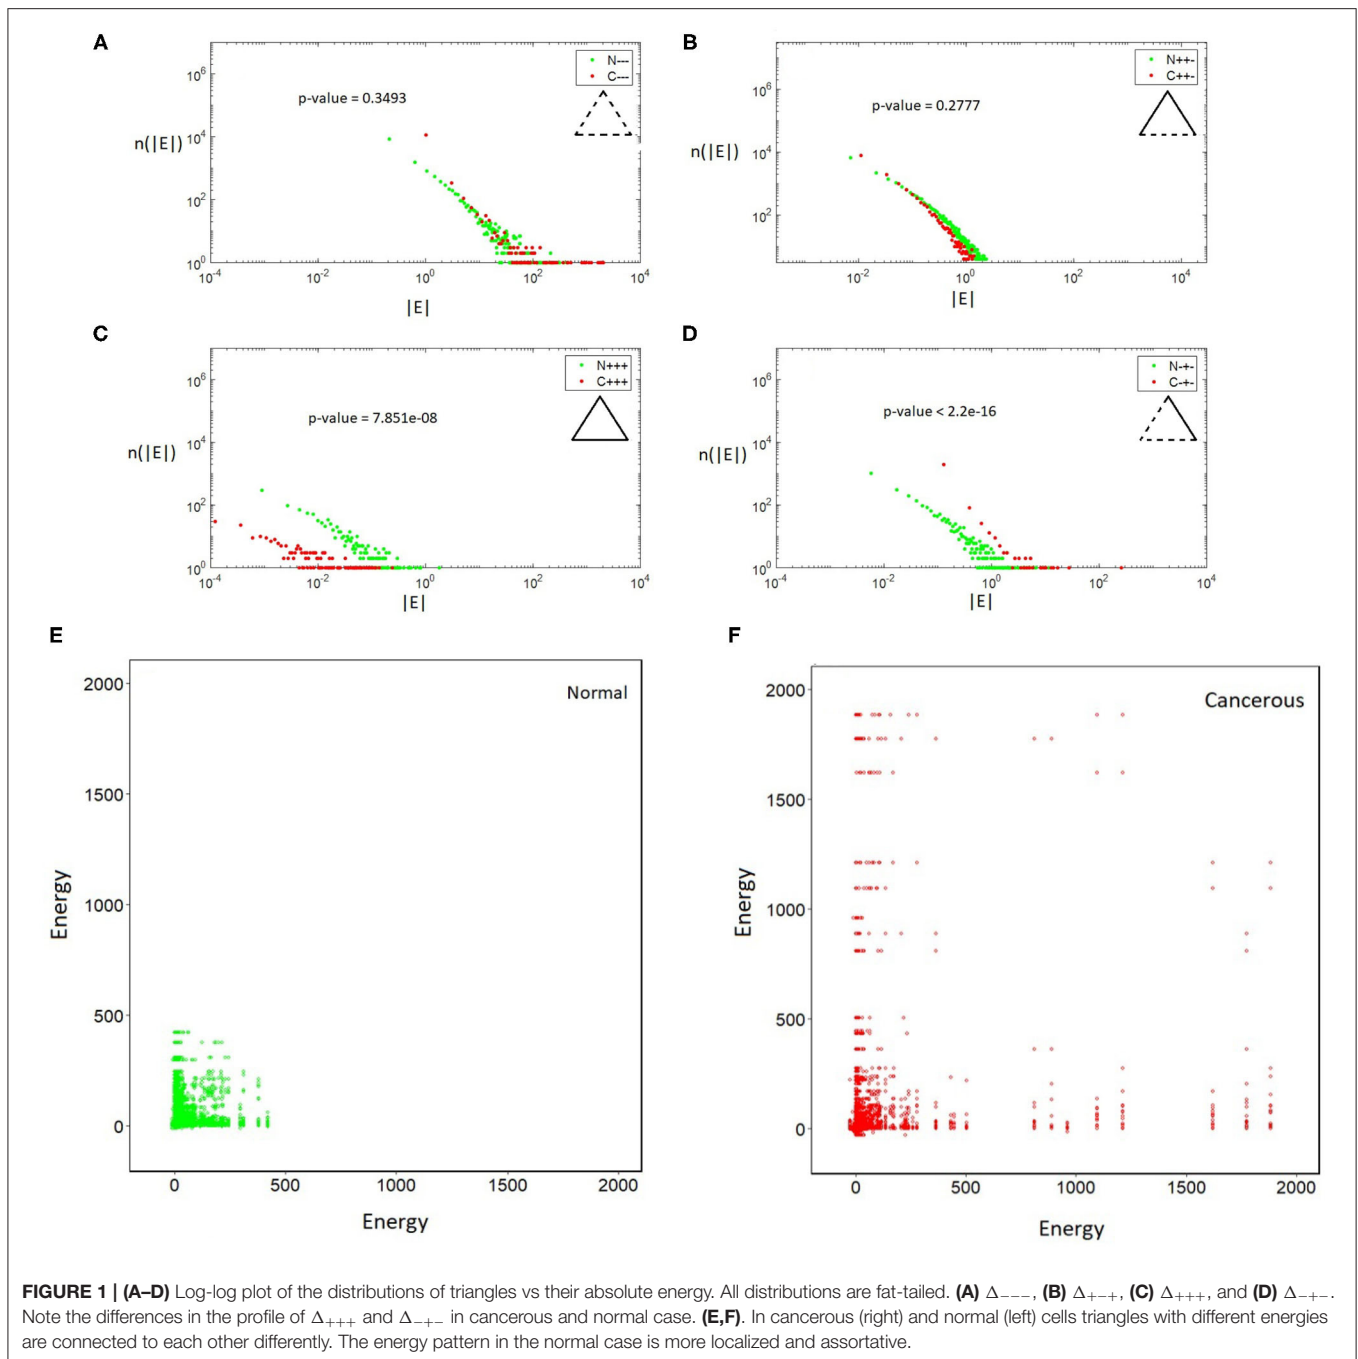 A
N---
C---
p-value = 0.3493
n(|E|)
10^6
10^4
10^2
10^0
10^-4
10^-2
10^0
10^2
10^4
|E|
B
N++-
C++-
p-value = 0.2777
n(|E|)
10^6
10^4
10^2
10^-2
10^0
10^2
10^4
|E|
C
N+++
C+++
p-value = 7.851e-08
n(|E|)
10^6
10^4
10^2
10^0
10^-4
10^-2
10^0
10^2
10^4
|E|
D
N-+-
C-+-
p-value < 2.2e-16
n(|E|)
10^6
10^4
10^2
10^0
10^-4
10^-2
10^0
10^2
10^4
|E|
E
Normal
2000
1500
1000
500
0
Energy
0
500
1000
1500
2000
Energy
F
Cancerous
2000
1500
1000
500
0
Energy
0
500
1000
1500
2000
Energy
FIGURE 1 | (A–D) Log-log plot of the distributions of triangles vs their absolute energy. All distributions are fat-tailed. (A) Δ−−−, (B) Δ+−+, (C) Δ+++, and (D) Δ−+−.
Note the differences in the profile of Δ+++ and Δ−+− in cancerous and normal case. (E,F). In cancerous (right) and normal (left) cells triangles with different energies
are connected to each other differently. The energy pattern in the normal case is more localized and assortative.